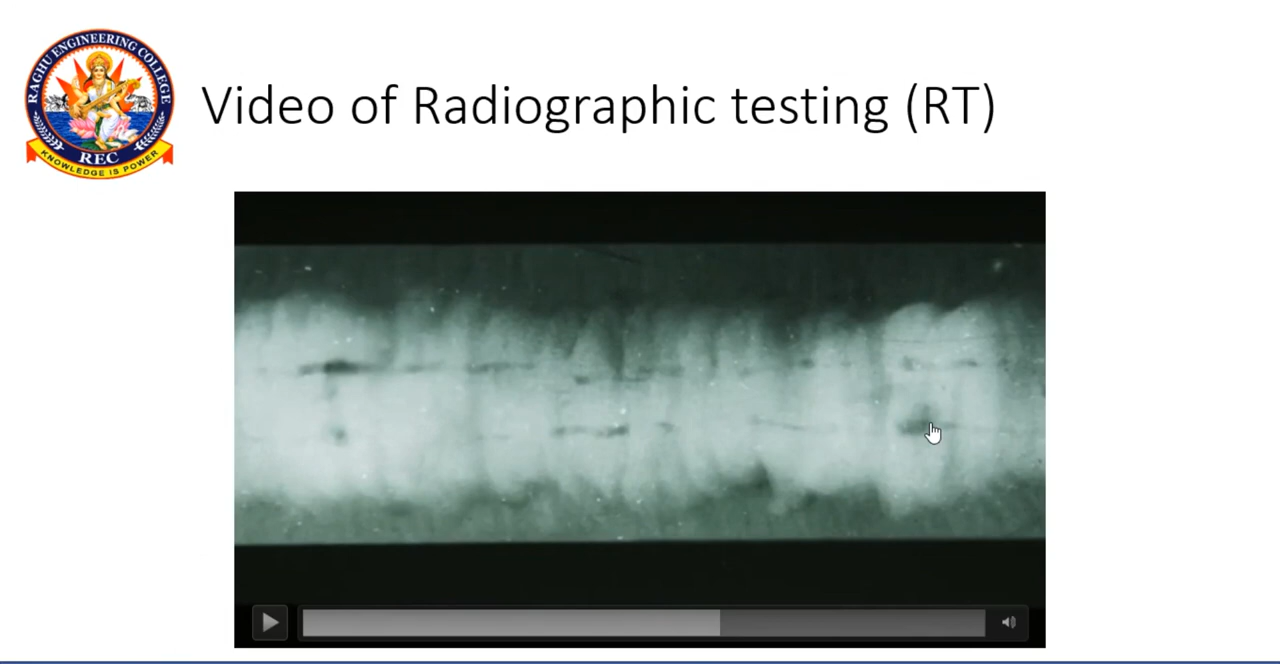 RAGHU ENGINEERING COLLEGE
REC
KNOWLEDGE IS POWER
Video of Radiographic testing (RT)